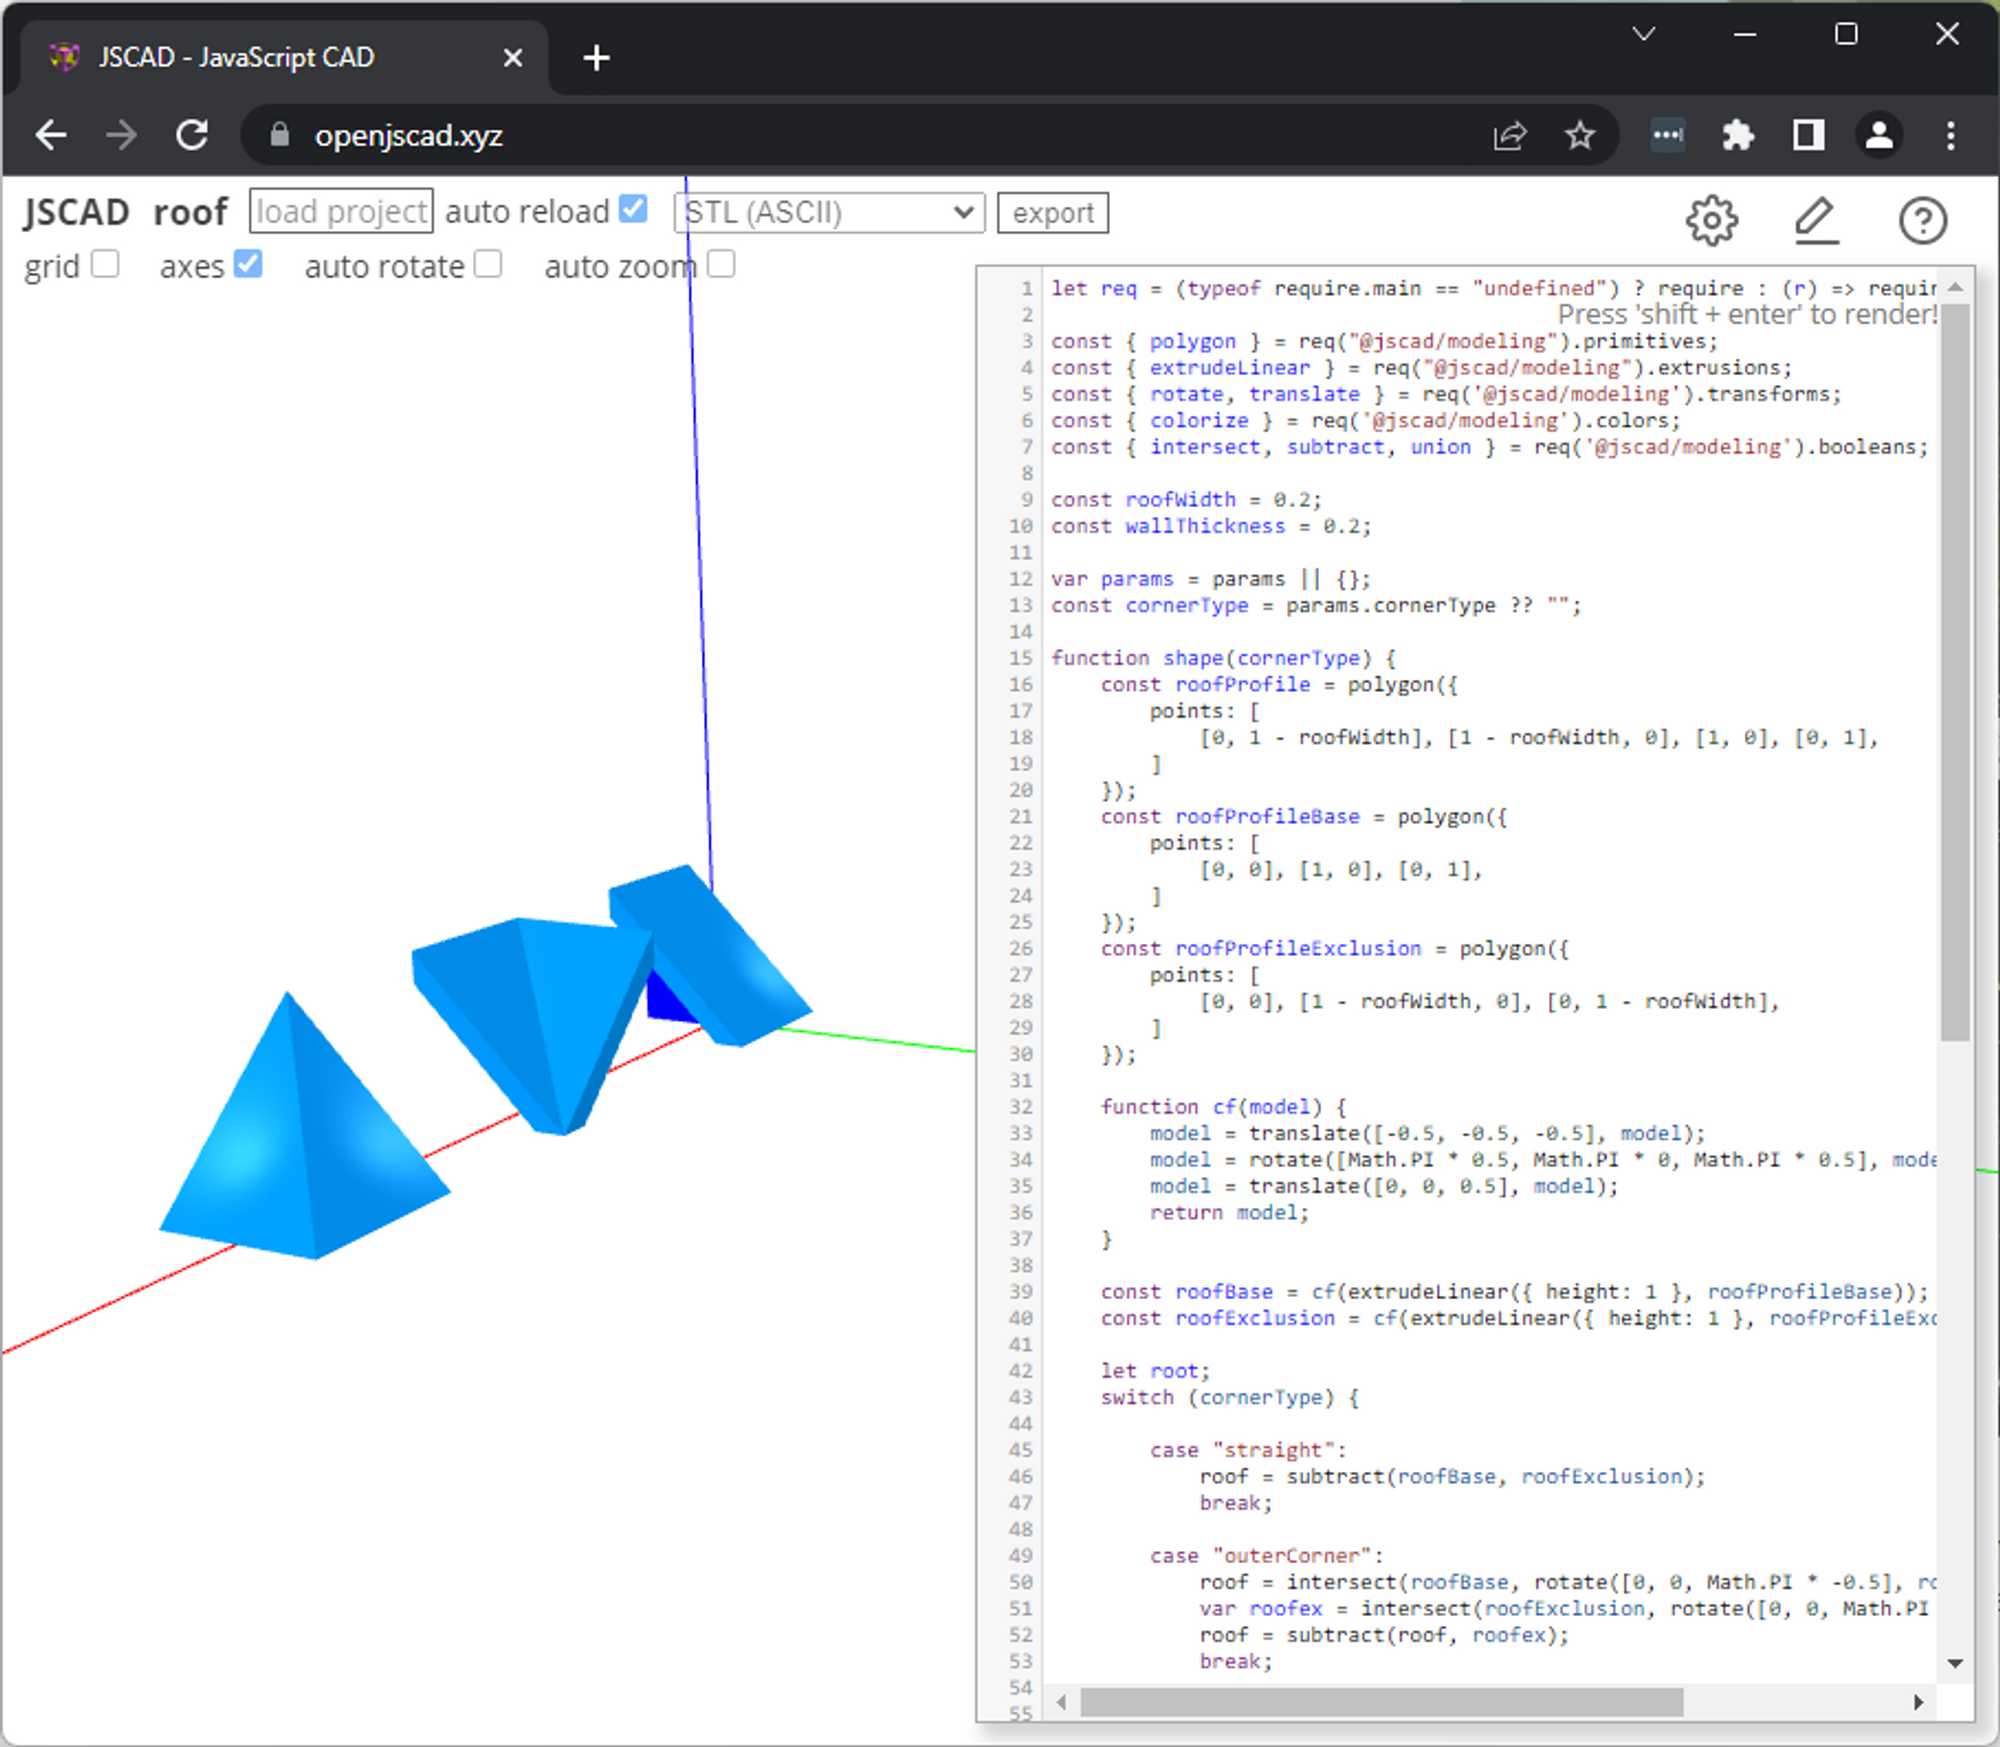 JSCAD - JavaScript CAD
openjscad.xyz
JSCAD roof load project auto reload STL (ASCII) export
grid axes auto rotate auto zoom
1 let req = (typeof require.main == "undefined") ? require : (r) => requir
2 Press 'shift + enter' to render!
3 const { polygon } = req("@jscad/modeling").primitives;
4 const { extrudeLinear } = req("@jscad/modeling").extrusions;
5 const { rotate, translate } = req('@jscad/modeling').transforms;
6 const { colorize } = req('@jscad/modeling').colors;
7 const { intersect, subtract, union } = req('@jscad/modeling').booleans;
8
9 const roofWidth = 0.2;
10 const wallThickness = 0.2;
11
12 var params = params || {};
13 const cornerType = params.cornerType ?? "";
14
15 function shape(cornerType) {
16 const roofProfile = polygon({
17 points: [
18 [0, 1 - roofWidth], [1 - roofWidth, 0], [1, 0], [0, 1],
19 ]
20 });
21 const roofProfileBase = polygon({
22 points: [
23 [0, 0], [1, 0], [0, 1],
24 ]
25 });
26 const roofProfileExclusion = polygon({
27 points: [
28 [0, 0], [1 - roofWidth, 0], [0, 1 - roofWidth],
29 ]
30 });
31
32 function cf(model) {
33 model = translate([-0.5, -0.5, -0.5], model);
34 model = rotate([Math.PI * 0.5, Math.PI * 0, Math.PI * 0.5], mode
35 model = translate([0, 0, 0.5], model);
36 return model;
37 }
38
39 const roofBase = cf(extrudeLinear({ height: 1 }, roofProfileBase));
40 const roofExclusion = cf(extrudeLinear({ height: 1 }, roofProfileExc
41
42 let root;
43 switch (cornerType) {
44
45 case "straight":
46 roof = subtract(roofBase, roofExclusion);
47 break;
48
49 case "outerCorner":
50 roof = intersect(roofBase, rotate([0, 0, Math.PI * -0.5], ro
51 var roofex = intersect(roofExclusion, rotate([0, 0, Math.PI
52 roof = subtract(roof, roofex);
53 break;
54
55